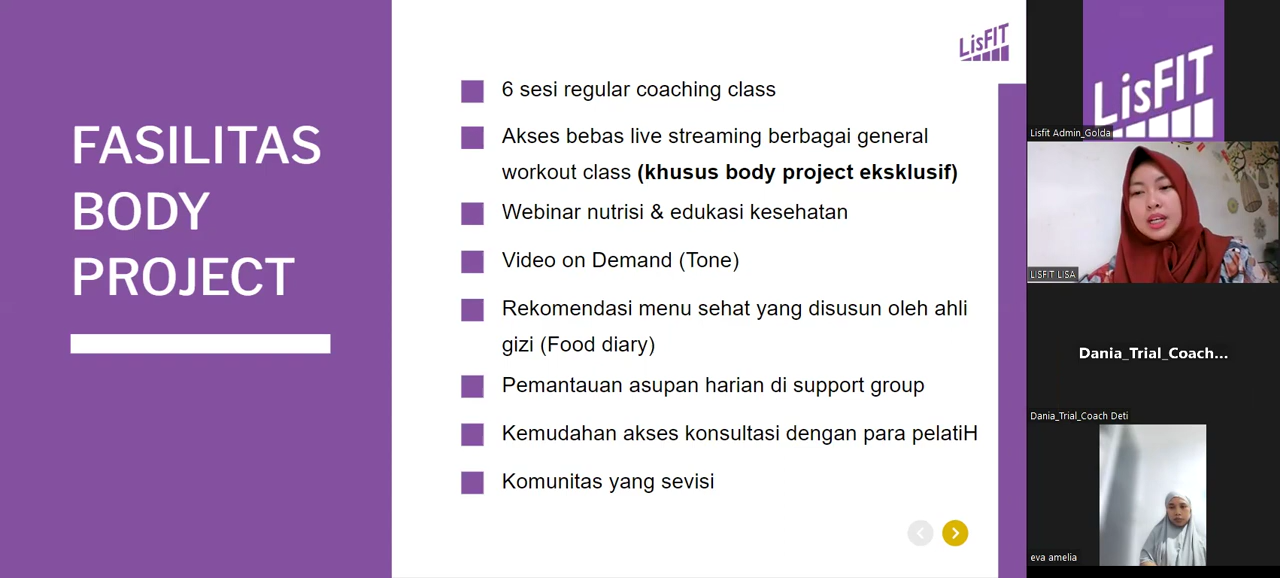 FASILITAS
BODY
PROJECT
LisFIT
6 sesi regular coaching class
Akses bebas live streaming berbagai general
workout class (khusus body project eksklusif)
Webinar nutrisi & edukasi kesehatan
Video on Demand (Tone)
Rekomendasi menu sehat yang disusun oleh ahli
gizi (Food diary)
Pemantauan asupan harian di support group
Kemudahan akses konsultasi dengan para pelatiH
Komunitas yang sevisi
LisFIT
Lisfit Admin_Golda
LISFIT LISA
Dania_Trial_Coach...
Dania_Trial_Coach Deti
eva amelia